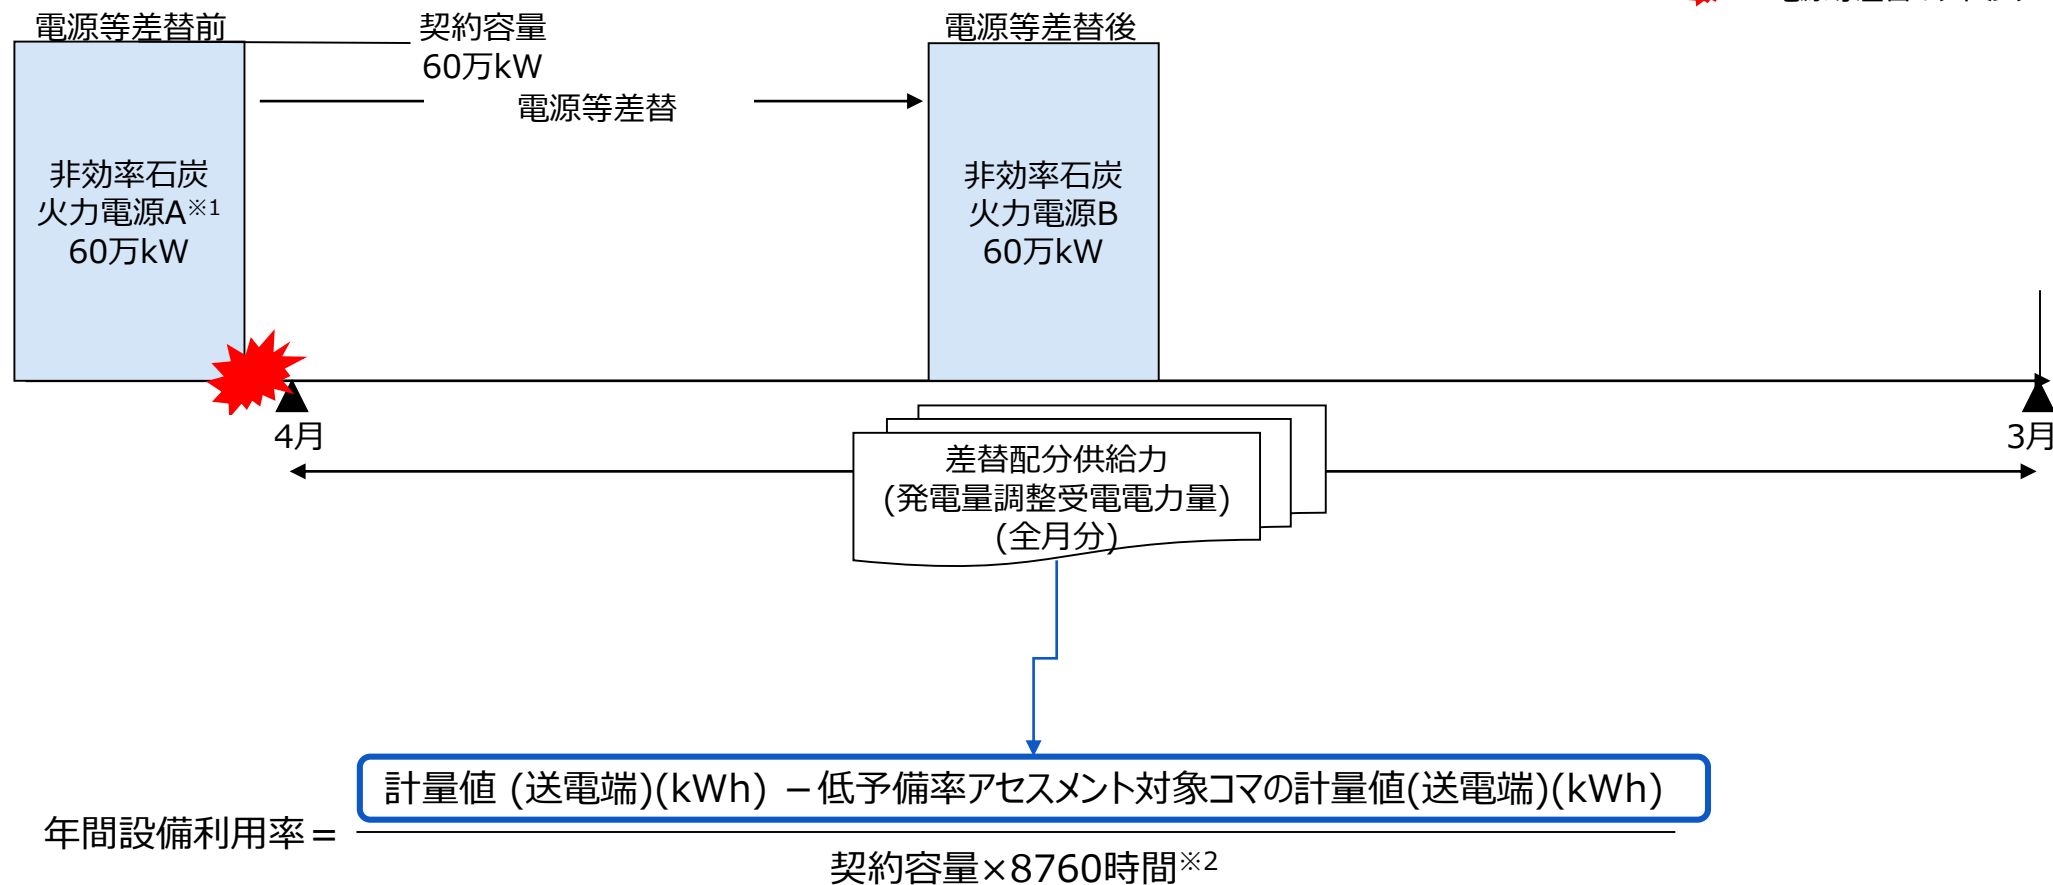 電源等差替前
契約容量
60万kW
電源等差替後
電源等差替
非効率石炭
火力電源A※1
60万kW
非効率石炭
火力電源B
60万kW
4月
3月
差替配分供給力
(発電量調整受電電力量)
(全月分)
計量値 (送電端)(kWh) －低予備率アセスメント対象コマの計量値(送電端)(kWh)
年間設備利用率＝
契約容量×8760時間※2